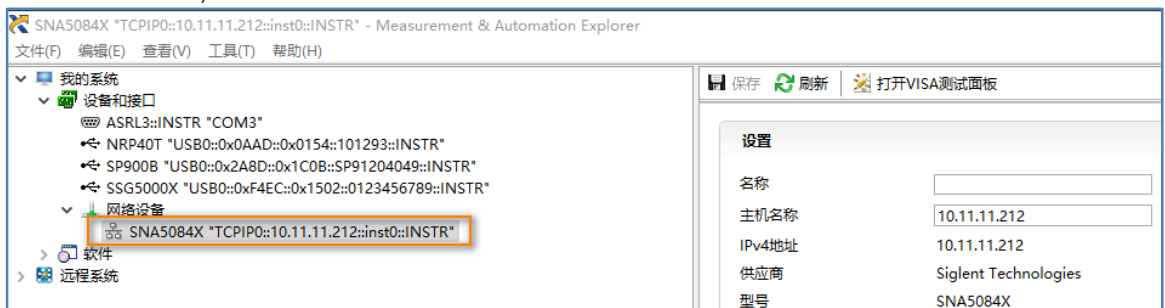 SNA5084X "TCPIP0::10.11.11.212::inst0::INSTR" - Measurement & Automation Explorer
文件(F) 编辑(E) 查看(V) 工具(T) 帮助(H)
我的系统
设备和接口
ASRL3::INSTR "COM3"
NRP40T "USB0::0x0AAD::0x0154::101293::INSTR"
SP900B "USB0::0x2A8D::0x1C0B::SP91204049::INSTR"
SSG5000X "USB0::0xF4EC::0x1502::0123456789::INSTR"
网络设备
SNA5084X "TCPIP0::10.11.11.212::inst0::INSTR"
软件
远程系统
保存 刷新 打开VISA测试面板
设置
名称
主机名称 10.11.11.212
IPv4地址 10.11.11.212
供应商 Siglent Technologies
型号 SNA5084X